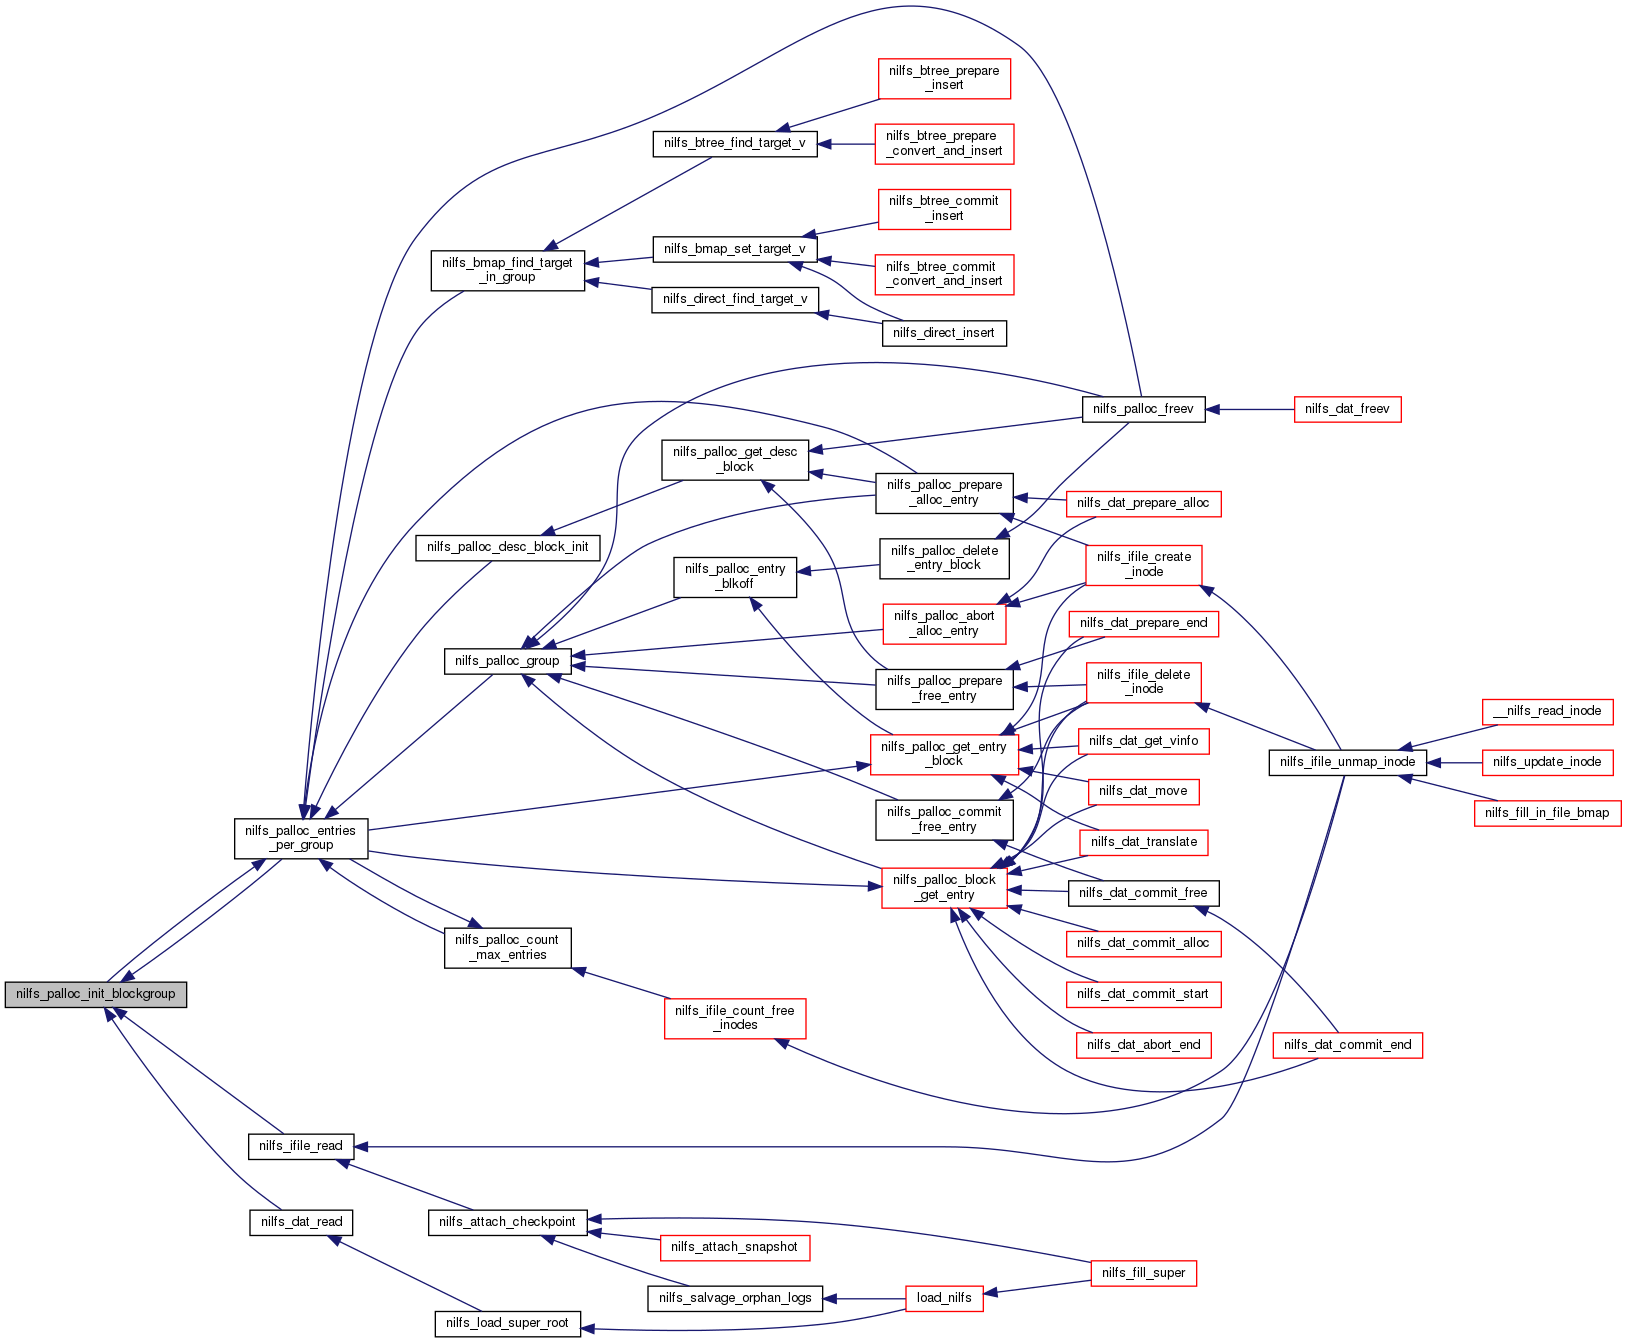 nilfs_btree_prepare
_insert
nilfs_btree_find_target_v
nilfs_btree_prepare
_convert_and_insert
nilfs_btree_commit
_insert
nilfs_bmap_find_target
_in_group
nilfs_bmap_set_target_v
nilfs_btree_commit
_convert_and_insert
nilfs_direct_find_target_v
nilfs_direct_insert
nilfs_palloc_freev
nilfs_dat_freev
nilfs_palloc_get_desc
_block
nilfs_palloc_prepare
_alloc_entry
nilfs_dat_prepare_alloc
nilfs_palloc_desc_block_init
nilfs_palloc_delete
_entry_block
nilfs_ifile_create
_inode
nilfs_palloc_entry
_blkoff
nilfs_palloc_abort
_alloc_entry
nilfs_dat_prepare_end
nilfs_palloc_group
nilfs_palloc_prepare
_free_entry
nilfs_ifile_delete
_inode
__nilfs_read_inode
nilfs_palloc_get_entry
_block
nilfs_dat_get_vinfo
nilfs_ifile_unmap_inode
nilfs_update_inode
nilfs_dat_move
nilfs_fill_in_file_bmap
nilfs_palloc_commit
_free_entry
nilfs_palloc_entries
_per_group
nilfs_dat_translate
nilfs_palloc_block
_get_entry
nilfs_dat_commit_free
nilfs_palloc_count
_max_entries
nilfs_dat_commit_alloc
nilfs_palloc_init_blockgroup
nilfs_dat_commit_start
nilfs_ifile_count_free
_inodes
nilfs_dat_abort_end
nilfs_dat_commit_end
nilfs_ifile_read
nilfs_dat_read
nilfs_attach_checkpoint
nilfs_attach_snapshot
nilfs_fill_super
nilfs_salvage_orphan_logs
load_nilfs
nilfs_load_super_root